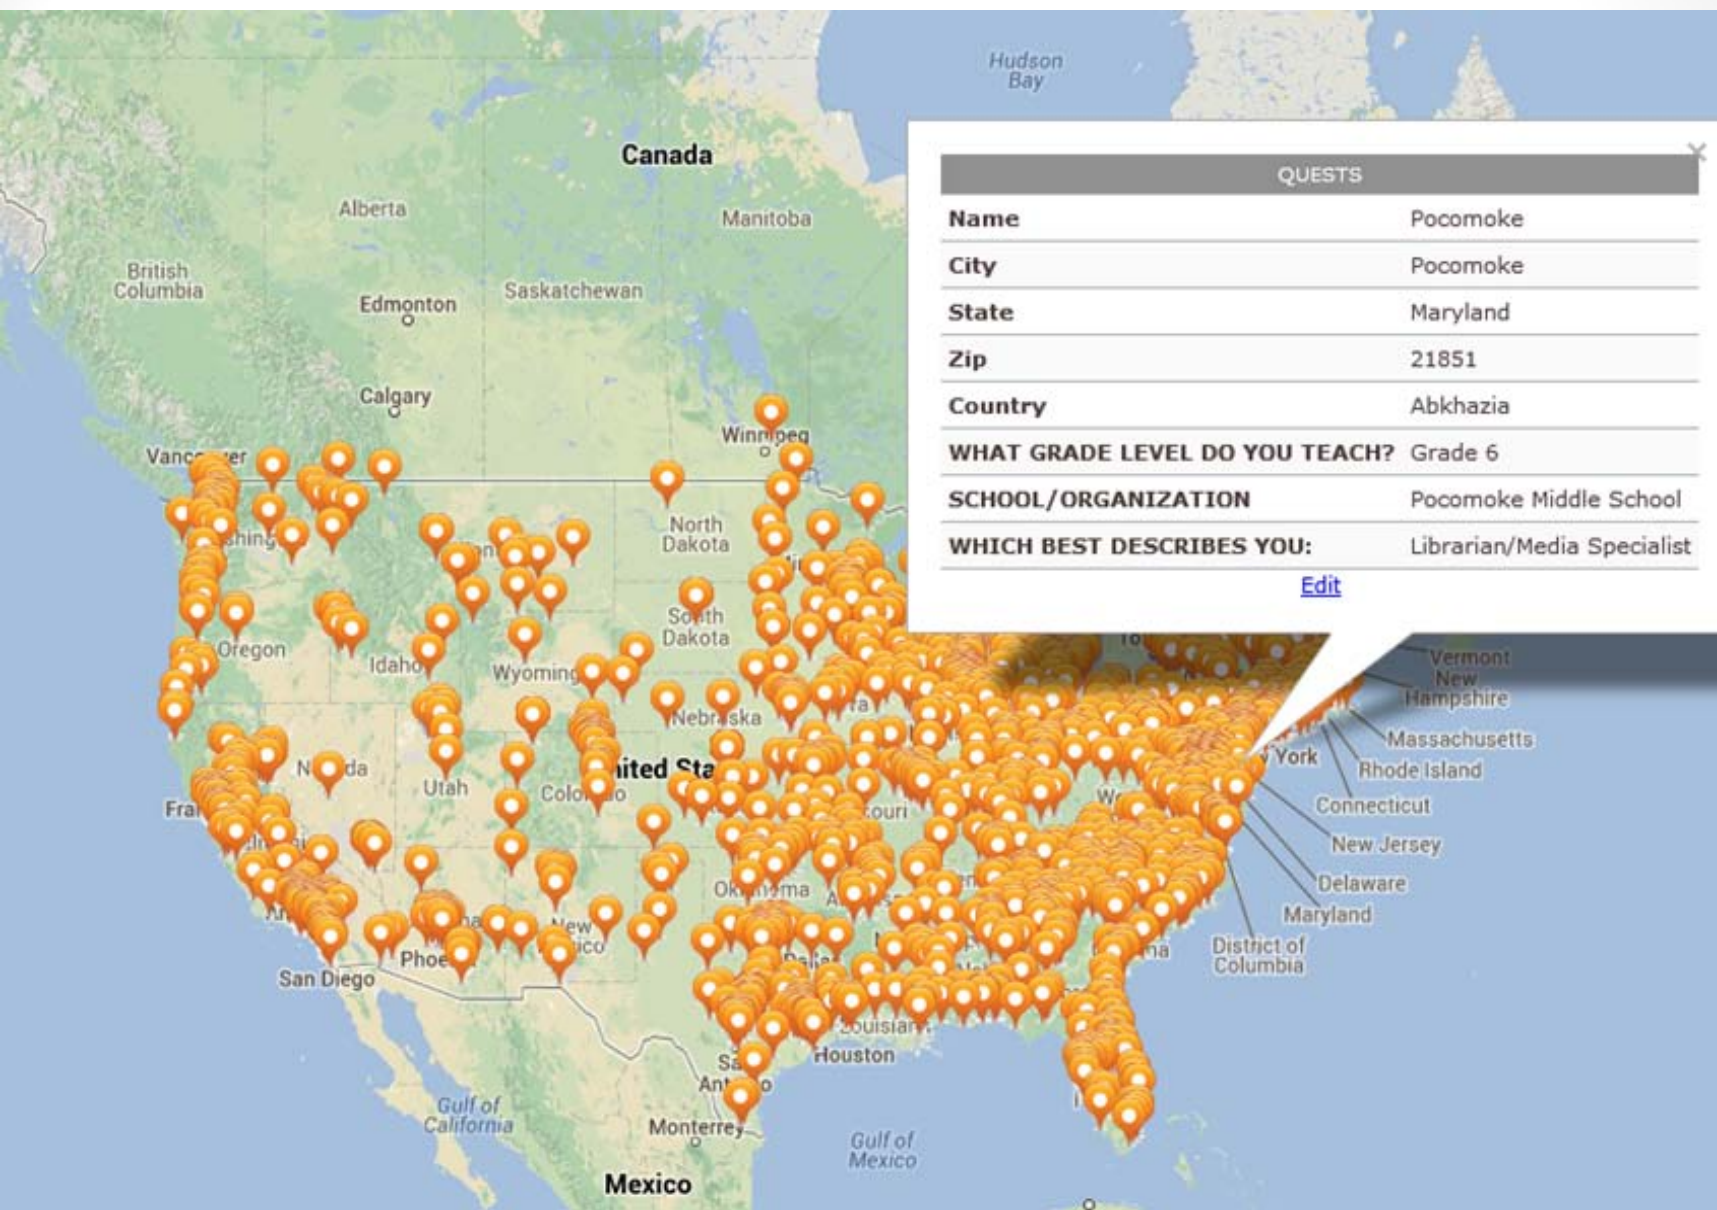 Hudson
Bay
Canada
Alberta
Manitoba
British
Columbia
Edmonton
Saskatchewan
Calgary
Winnipeg
North
Dakota
South
Dakota
Oregon
Idaho
Wyoming
Nebraska
Utah
San Diego
Houston
Gulf of
California
Monterrey
Gulf of
Mexico
Mexico
QUESTS
Name Pocomoke
City Pocomoke
State Maryland
Zip 21851
Country Abkhazia
WHAT GRADE LEVEL DO YOU TEACH? Grade 6
SCHOOL/ORGANIZATION Pocomoke Middle School
WHICH BEST DESCRIBES YOU: Librarian/Media Specialist
Edit
Vermont
New
Hampshire
Massachusetts
York
Rhode Island
Connecticut
New Jersey
Delaware
Maryland
District of
Columbia